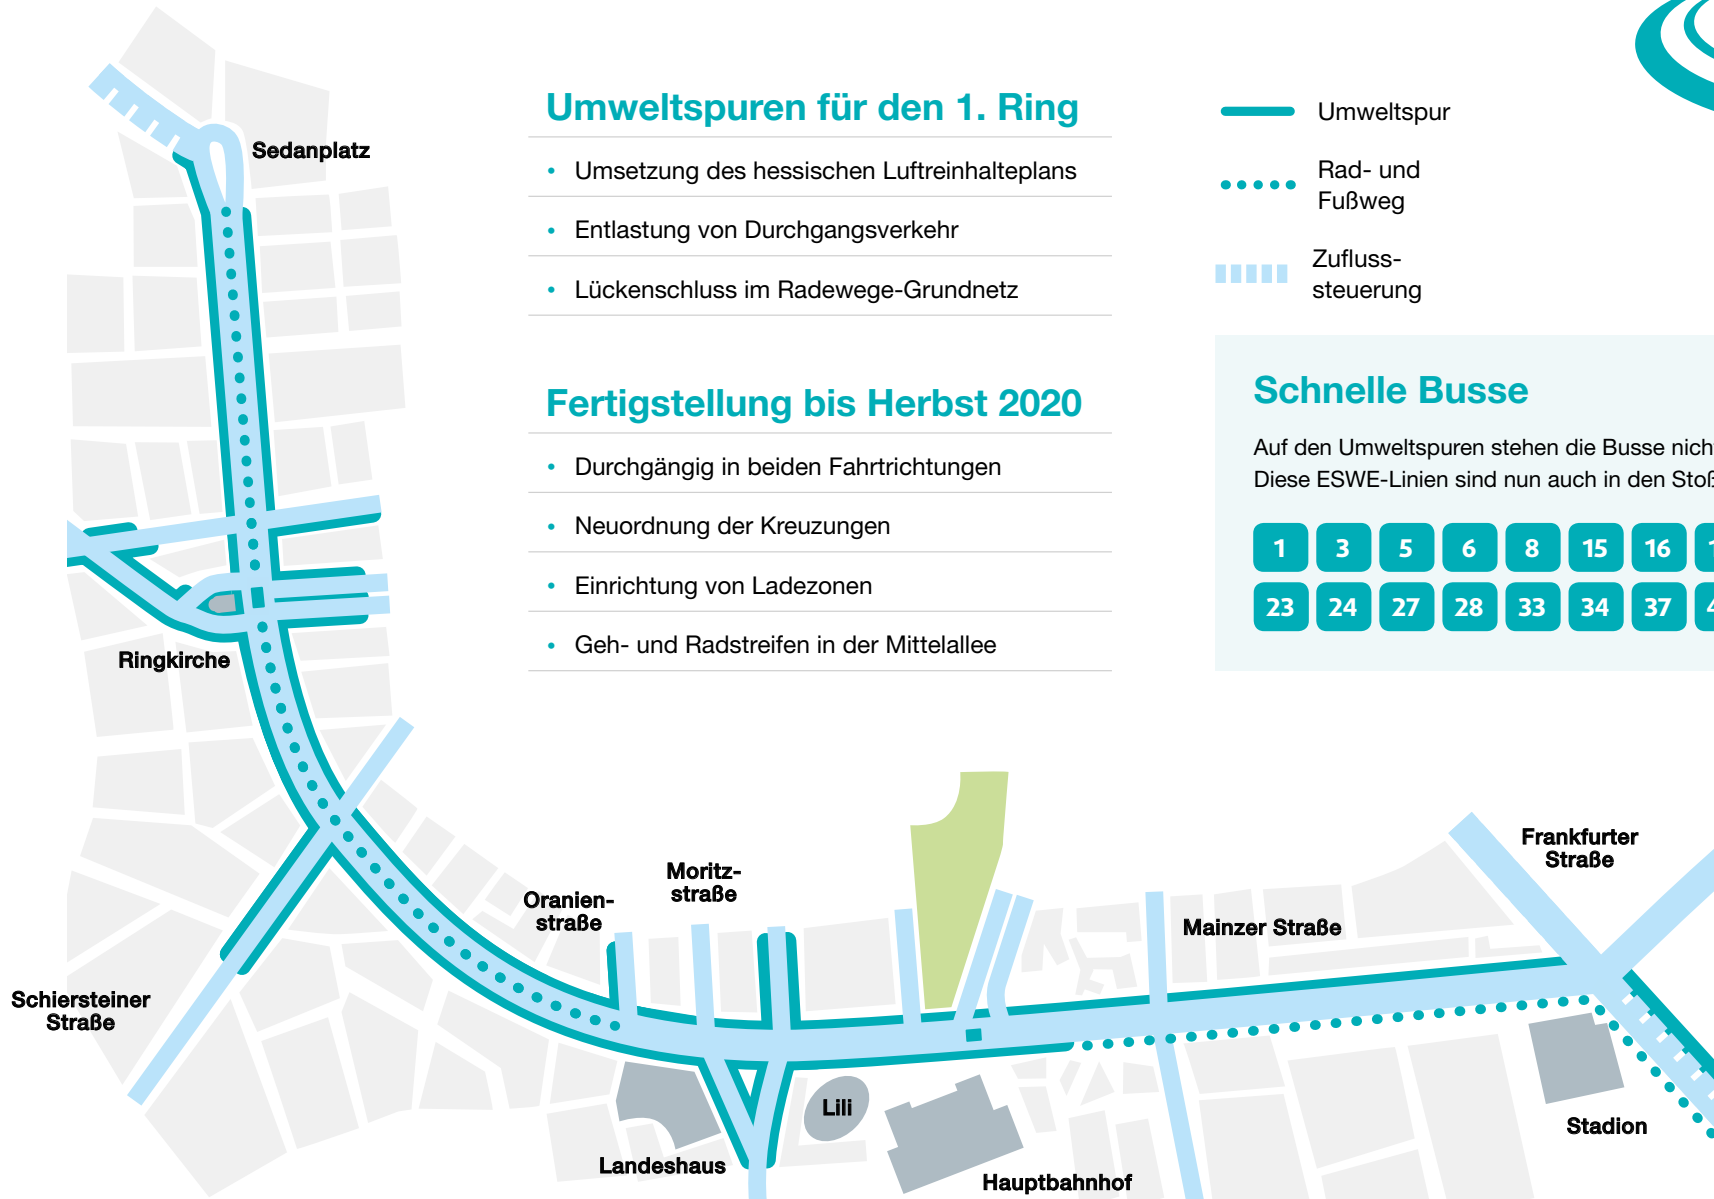 Umweltspuren für den 1. Ring
• Umsetzung des hessischen Luftreinhalteplans
• Entlastung von Durchgangsverkehr
• Lückenschluss im Radewege-Grundnetz
Fertigstellung bis Herbst 2020
• Durchgängig in beiden Fahrtrichtungen
• Neuordnung der Kreuzungen
• Einrichtung von Ladezonen
• Geh- und Radstreifen in der Mittelallee
Umweltspur
Rad- und
Fußweg
Zufluss-
steuerung
Schnelle Busse
Auf den Umweltspuren stehen die Busse
Diese ESWE-Linien sind nun auch in den
1 3 5 6 8 15 16
23 24 27 28 33 34 37
Sedanplatz
Ringkirche
Schiersteiner
Straße
Oranien-
straße
Moritz-
straße
Mainzer Straße
Frankfurter
Straße
Lili
Landeshaus
Hauptbahnhof
Stadion